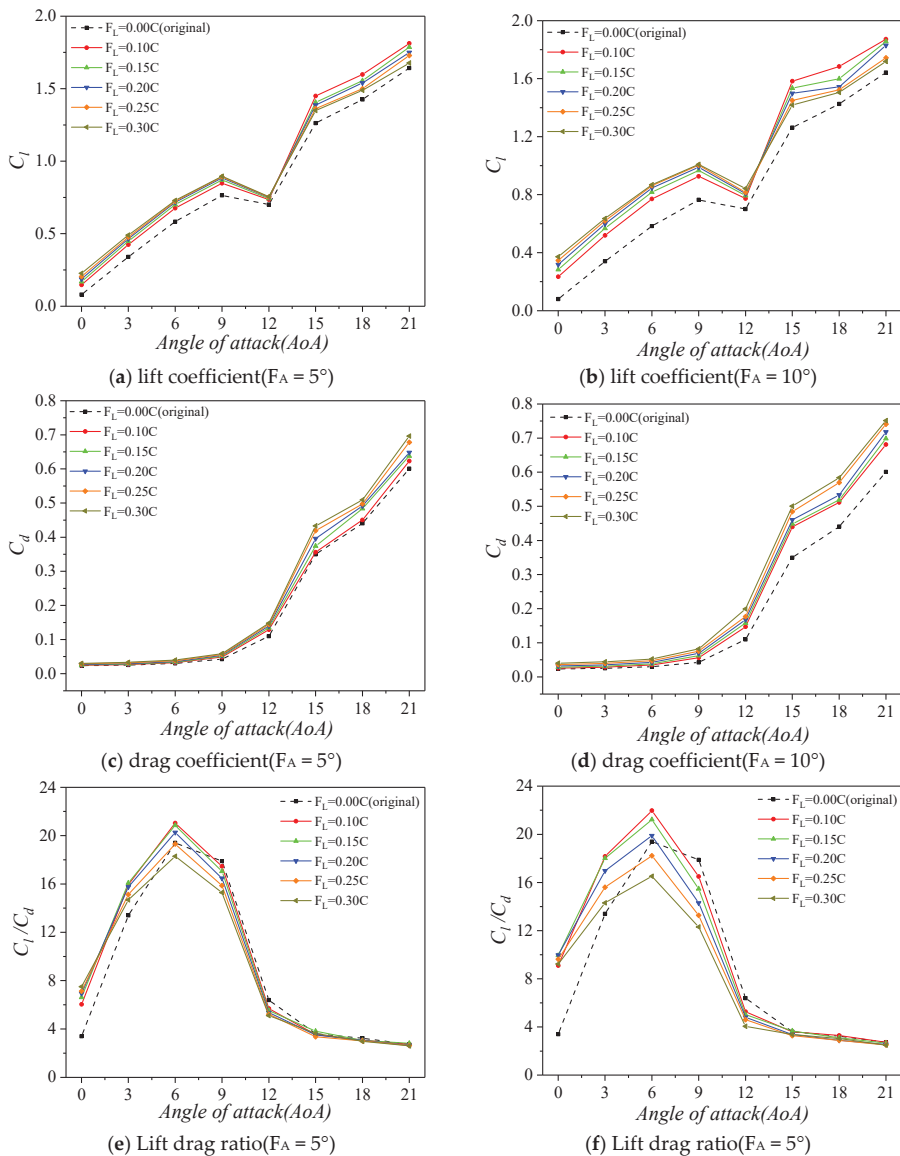 2.0
1.5
1.0
0.5
0.0
C_l
F_L=0.00C(original)
F_L=0.10C
F_L=0.15C
F_L=0.20C
F_L=0.25C
F_L=0.30C
0 3 6 9 12 15 18 21
Angle of attack(AoA)
(a) lift coefficient(F_A = 5°)
2.0
1.6
1.2
0.8
0.4
0.0
C_l
F_L=0.00C(original)
F_L=0.10C
F_L=0.15C
F_L=0.20C
F_L=0.25C
F_L=0.30C
0 3 6 9 12 15 18 21
Angle of attack(AoA)
(b) lift coefficient(F_A = 10°)
0.8
0.7
0.6
0.5
0.4
0.3
0.2
0.1
0.0
C_d
F_L=0.00C(original)
F_L=0.10C
F_L=0.15C
F_L=0.20C
F_L=0.25C
F_L=0.30C
0 3 6 9 12 15 18 21
Angle of attack(AoA)
(c) drag coefficient(F_A = 5°)
0.8
0.7
0.6
0.5
0.4
0.3
0.2
0.1
0.0
C_d
F_L=0.00C(original)
F_L=0.10C
F_L=0.15C
F_L=0.20C
F_L=0.25C
F_L=0.30C
0 3 6 9 12 15 18 21
Angle of attack(AoA)
(d) drag coefficient(F_A = 10°)
24
20
16
12
8
4
0
C_l/C_d
F_L=0.00C(original)
F_L=0.10C
F_L=0.15C
F_L=0.20C
F_L=0.25C
F_L=0.30C
0 3 6 9 12 15 18 21
Angle of attack(AoA)
(e) Lift drag ratio(F_A = 5°)
24
20
16
12
8
4
0
C_l/C_d
F_L=0.00C(original)
F_L=0.10C
F_L=0.15C
F_L=0.20C
F_L=0.25C
F_L=0.30C
0 3 6 9 12 15 18 21
Angle of attack(AoA)
(f) Lift drag ratio(F_A = 5°)